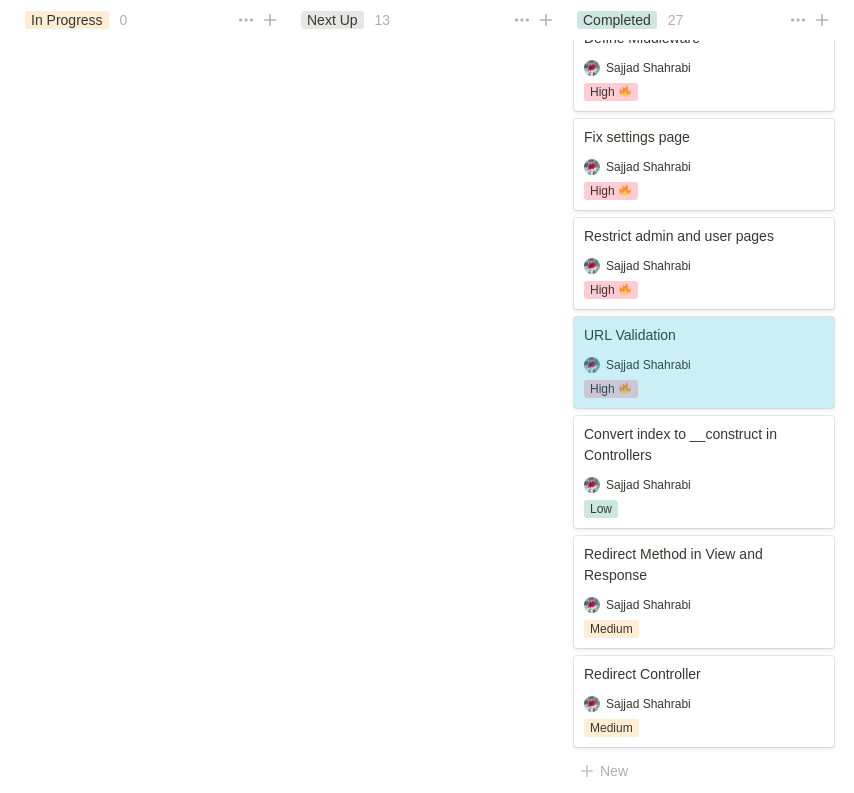 In Progress 0
Next Up 13
Completed 27
Define Middleware
Sajjad Shahrabi
High
Fix settings page
Sajjad Shahrabi
High
Restrict admin and user pages
Sajjad Shahrabi
High
URL Validation
Sajjad Shahrabi
High
Convert index to __construct in
Controllers
Sajjad Shahrabi
Low
Redirect Method in View and
Response
Sajjad Shahrabi
Medium
Redirect Controller
Sajjad Shahrabi
Medium
New